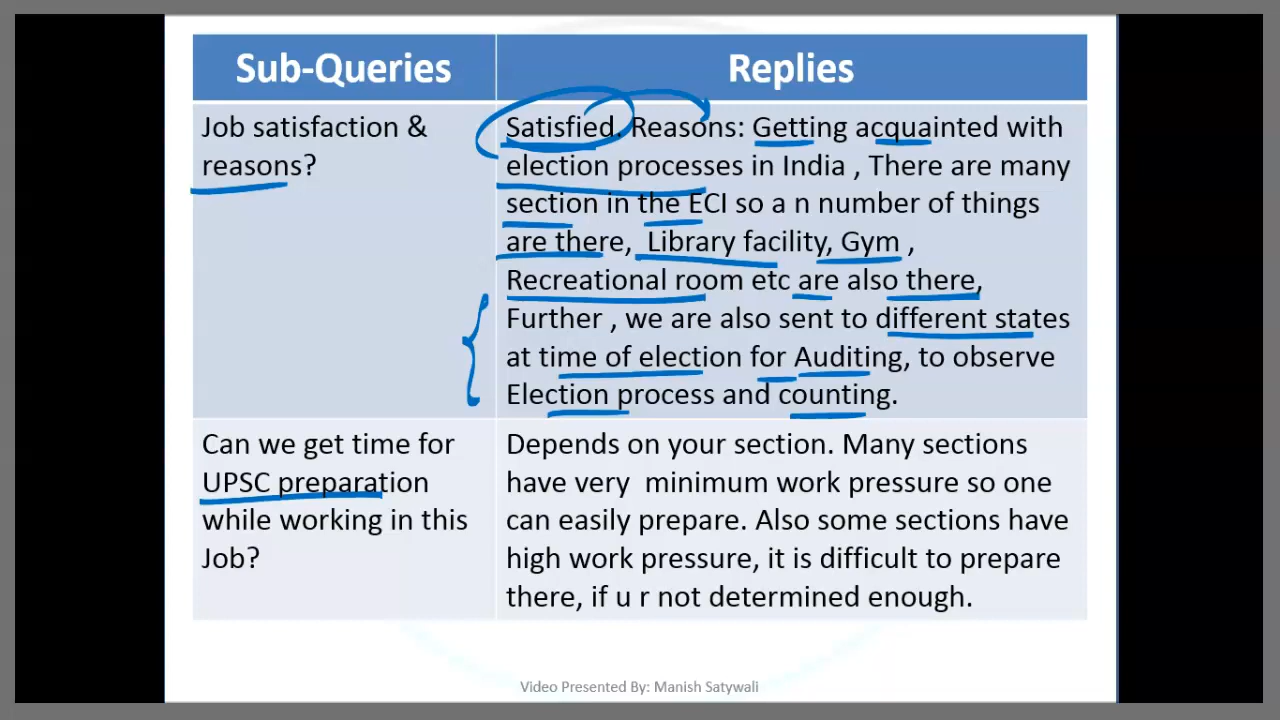 Sub-Queries
Replies
Job satisfaction &
reasons?
Satisfied. Reasons: Getting acquainted with
election processes in India , There are many
section in the ECI so a n number of things
are there, Library facility, Gym ,
Recreational room etc are also there,
Further , we are also sent to different states
at time of election for Auditing, to observe
Election process and counting.
Can we get time for
UPSC preparation
while working in this
Job?
Depends on your section. Many sections
have very minimum work pressure so one
can easily prepare. Also some sections have
high work pressure, it is difficult to prepare
there, if u r not determined enough.
Video Presented By: Manish Satywali